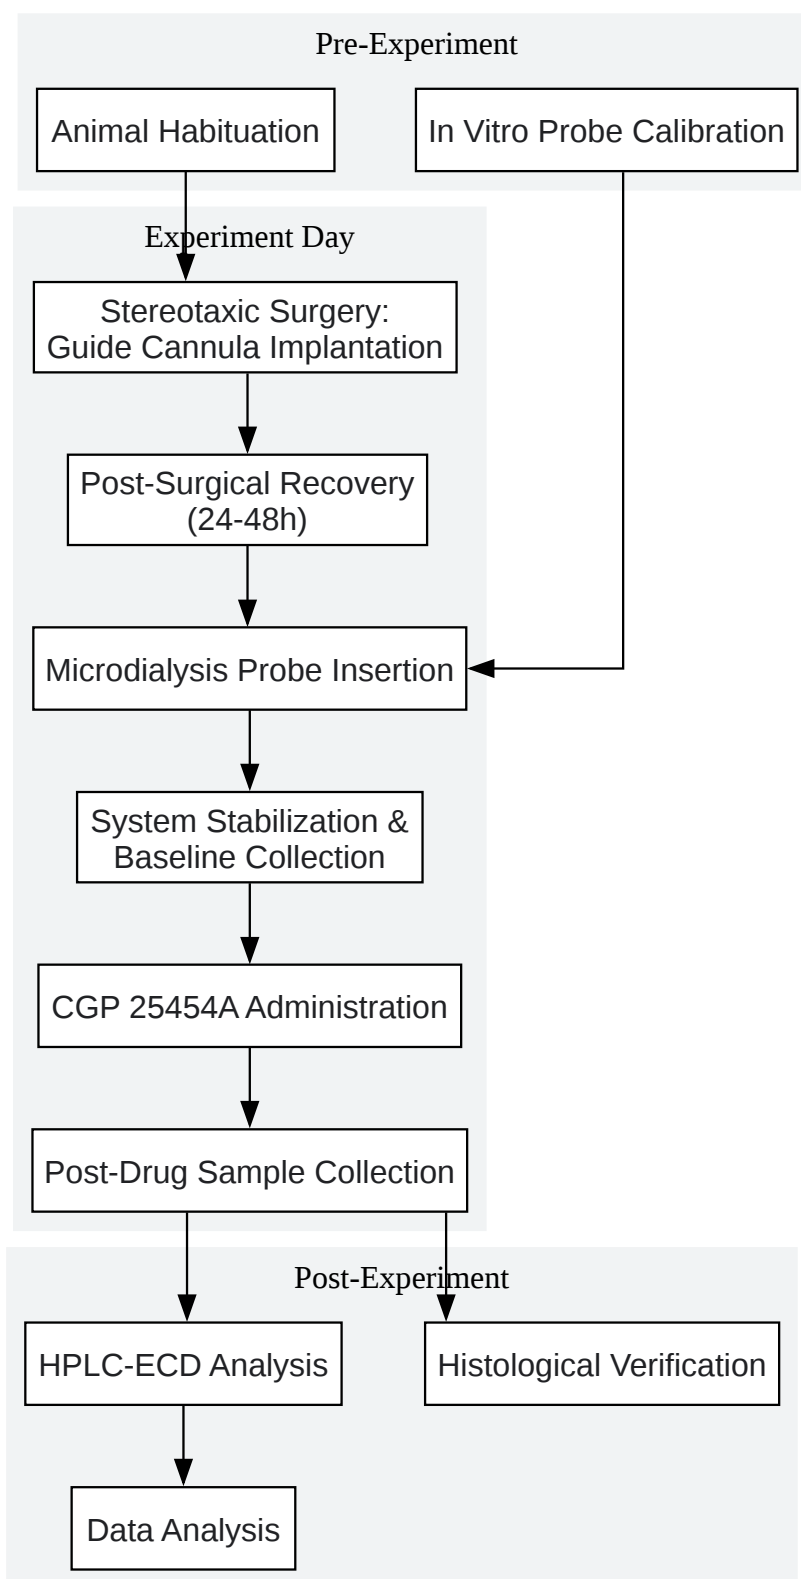 Pre-Experiment
Animal Habituation
In Vitro Probe Calibration
Experiment Day
Stereotaxic Surgery:
Guide Cannula Implantation
Post-Surgical Recovery
(24-48h)
Microdialysis Probe Insertion
System Stabilization &
Baseline Collection
CGP 25454A Administration
Post-Drug Sample Collection
Post-Experiment
HPLC-ECD Analysis
Histological Verification
Data Analysis